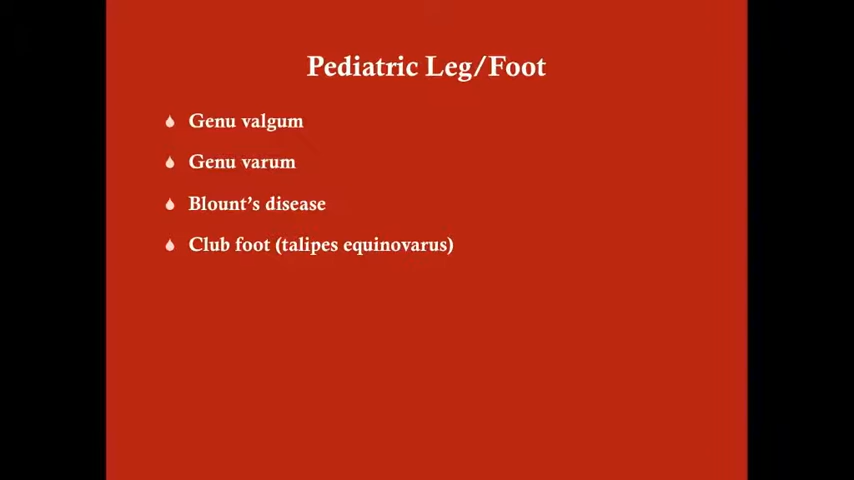 Pediatric Leg/Foot
Genu valgum
Genu varum
Blount’s disease
Club foot (talipes equinovarus)